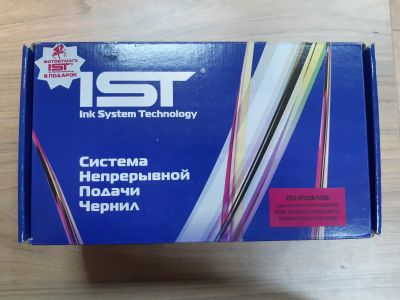 ФОТОБУМАГА
IST
В ПОДАРОК
IST®
Ink System Technology
Система
Непрерывной
Подачи
Чернил